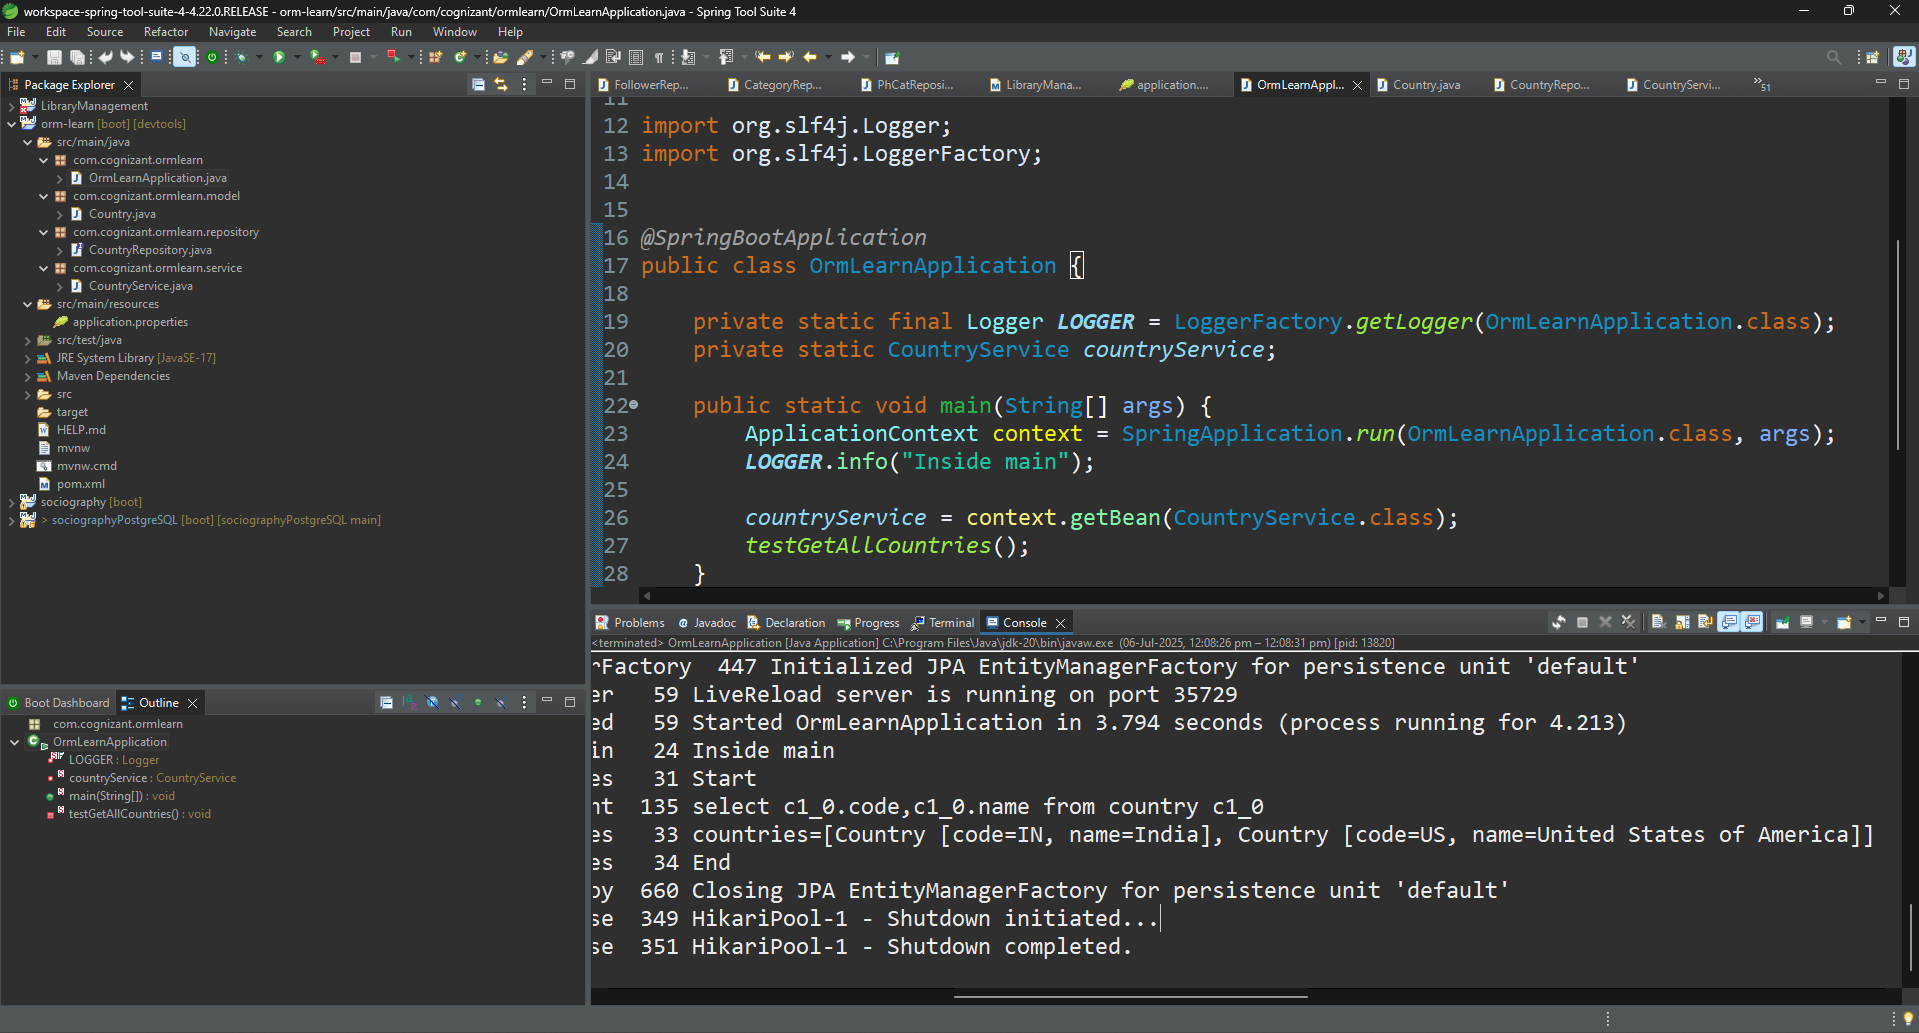 workspace-spring-tool-suite-4-4.22.0.RELEASE - orm-learn/src/main/java/com/cognizant/ormlearn/OrmLearnApplication.java - Spring Tool Suite 4
File Edit Source Refactor Navigate Search Project Run Window Help
Package Explorer
LibraryManagement
orm-learn [boot] [devtools]
src/main/java
com.cognizant.ormlearn
OrmLearnApplication.java
com.cognizant.ormlearn.model
Country.java
com.cognizant.ormlearn.repository
CountryRepository.java
com.cognizant.ormlearn.service
CountryService.java
src/main/resources
application.properties
src/test/java
JRE System Library [JavaSE-17]
Maven Dependencies
src
target
HELP.md
mvnw
mvnw.cmd
pom.xml
sociography [boot]
> sociographyPostgreSQL [boot] [sociographyPostgreSQL main]
Boot Dashboard Outline
com.cognizant.ormlearn
OrmLearnApplication
LOGGER : Logger
countryService : CountryService
main(String[]) : void
testGetAllCountries() : void
FollowerRep... CategoryRep... PhCatReposi... LibraryMana... application.... OrmLearnAppl... Country.java CountryRepo... CountryServi... »51
11
12 import org.slf4j.Logger;
13 import org.slf4j.LoggerFactory;
14
15
16 @SpringBootApplication
17 public class OrmLearnApplication {
18
19 private static final Logger LOGGER = LoggerFactory.getLogger(OrmLearnApplication.class);
20 private static CountryService countryService;
21
22 public static void main(String[] args) {
23 ApplicationContext context = SpringApplication.run(OrmLearnApplication.class, args);
24 LOGGER.info("Inside main");
25
26 countryService = context.getBean(CountryService.class);
27 testGetAllCountries();
28 }
Problems Javadoc Declaration Progress Terminal Console
<terminated> OrmLearnApplication [Java Application] C:\Program Files\Java\jdk-20\bin\javaw.exe (06-Jul-2025, 12:08:26 pm – 12:08:31 pm) [pid: 13820]
rFactory 447 Initialized JPA EntityManagerFactory for persistence unit 'default'
er 59 LiveReload server is running on port 35729
ed 59 Started OrmLearnApplication in 3.794 seconds (process running for 4.213)
in 24 Inside main
es 31 Start
nt 135 select c1_0.code,c1_0.name from country c1_0
es 33 countries=[Country [code=IN, name=India], Country [code=US, name=United States of America]]
es 34 End
oy 660 Closing JPA EntityManagerFactory for persistence unit 'default'
se 349 HikariPool-1 - Shutdown initiated...
se 351 HikariPool-1 - Shutdown completed.